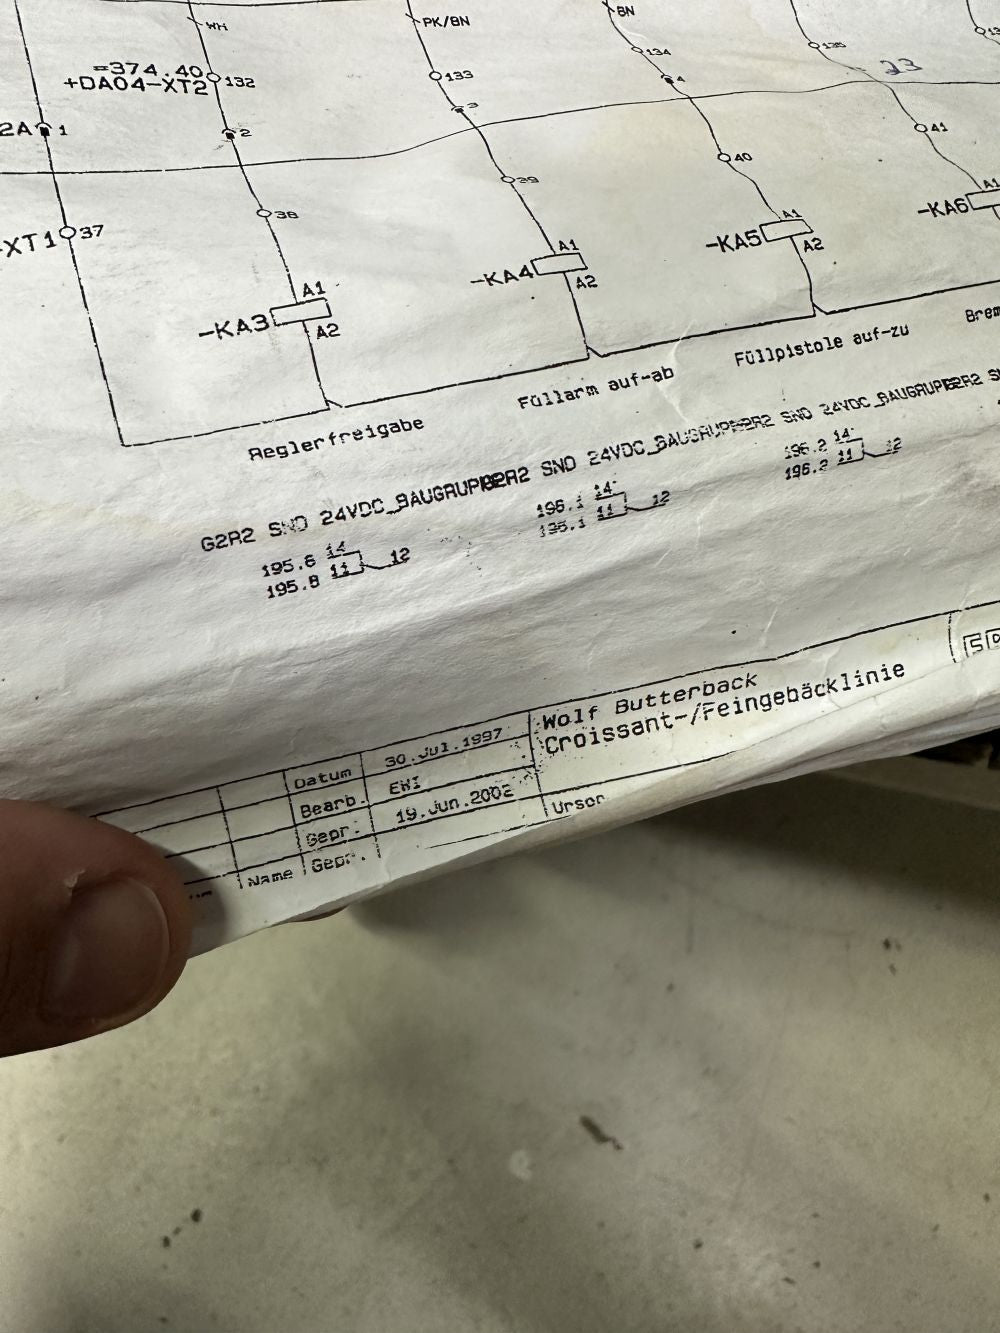 WH
PK/BN
BN
134
135
=374.40
+DA04-XT2
132
133
4
23
2A
1
2
3
41
39
40
38
A1
-KA6
-XT1
37
A1
-KA5
A2
A1
-KA4
A2
A1
-KA3
A2
Füllpistole auf-zu
Füllarm auf-ab
Reglerfreigabe
G2R2 SND 24VDC_BAUGRUPPE
G2R2 SND 24VDC_BAUGRUPPE
G2R2 SND 24VDC_BAUGRUPPE
196.2 14
196.2 11 12
196.1 14
196.1 11 12
195.8 14
195.8 11 12
Wolf Butterback
Croissant-/Feingebäcklinie
Datum 30.Jul.1997
Bearb. EWI
Gepr. 19.Jun.2002
Name Gepr.